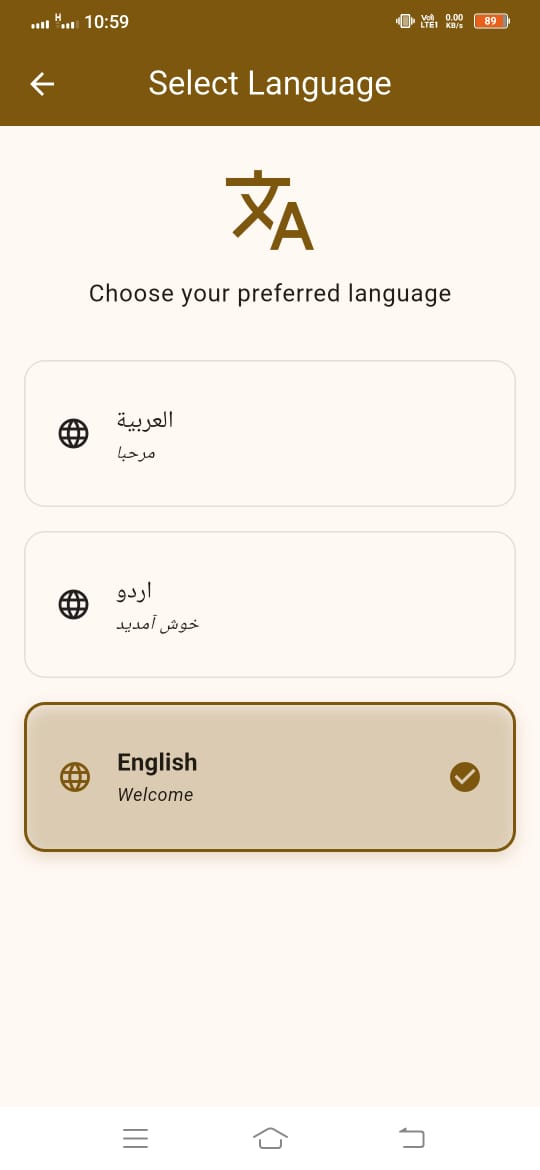 10:59
H
Vo))
LTE1
0.00
KB/s
89
Select Language
Choose your preferred language
العربية
مرحبا
اردو
خوش آمدید
English
Welcome